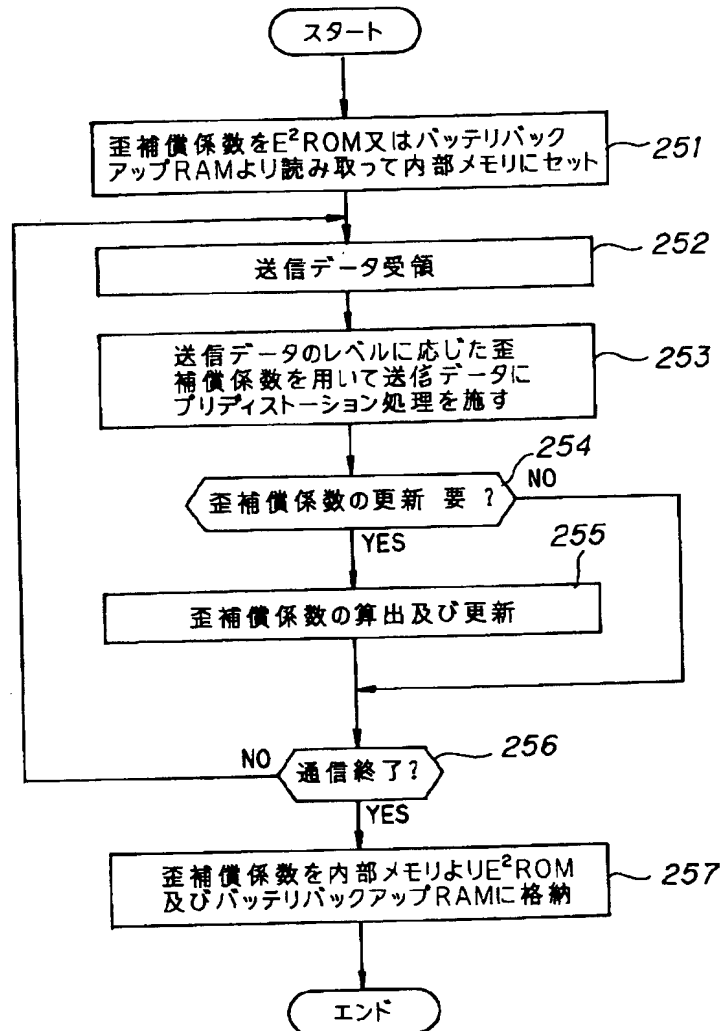 スタート
歪補償係数をE²ROM又はバッテリバック
アップRAMより読み取って内部メモリにセット
251
送信データ受領
252
送信データのレベルに応じた歪
補償係数を用いて送信データに
プリディストーション処理を施す
253
歪補償係数の更新 要 ?
254
NO
YES
255
歪補償係数の算出及び更新
NO
通信終了?
256
YES
歪補償係数を内部メモリよりE²ROM
及びバッテリバックアップRAMに格納
257
エンド